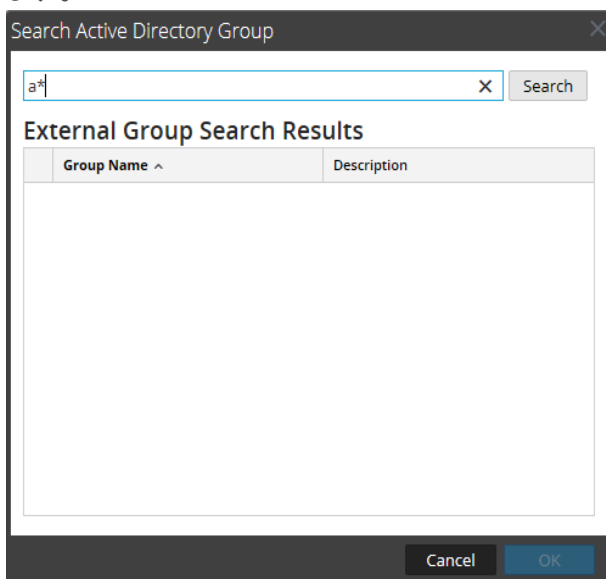 Search Active Directory Group
a* Search
External Group Search Results
Group Name Description
Cancel OK